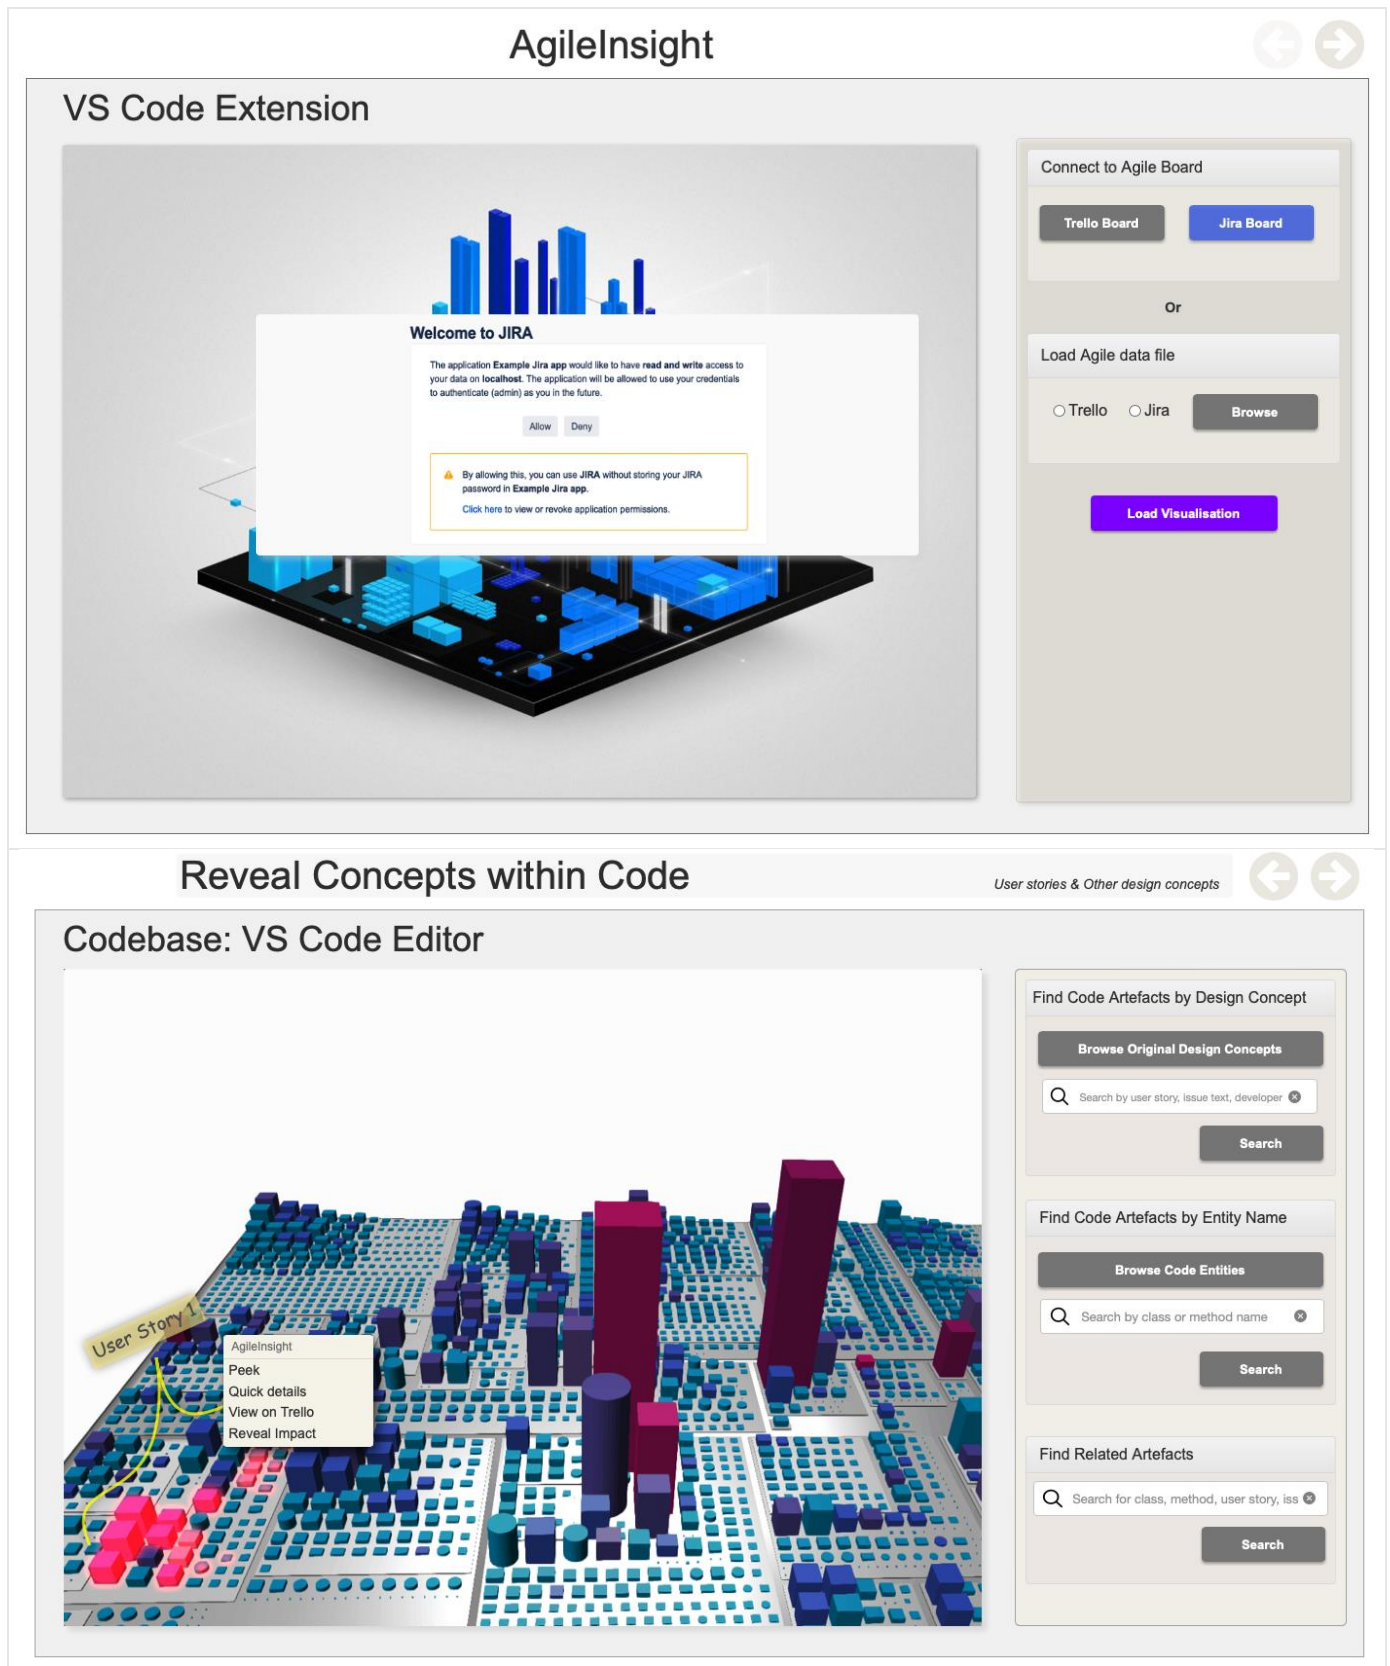 AgileInsight
VS Code Extension
Welcome to JIRA
The application Example Jira app would like to have read and write access to
your data on localhost. The application will be allowed to use your credentials
to authenticate (admin) as you in the future.
Allow Deny
By allowing this, you can use JIRA without storing your JIRA
password in Example Jira app.
Click here to view or revoke application permissions.
Connect to Agile Board
Trello Board Jira Board
Or
Load Agile data file
Trello Jira Browse
Load Visualisation
Reveal Concepts within Code
User stories & Other design concepts
Codebase: VS Code Editor
User Story 1
AgileInsight
Peek
Quick details
View on Trello
Reveal Impact
Find Code Artefacts by Design Concept
Browse Original Design Concepts
Search by user story, issue text, developer
Search
Find Code Artefacts by Entity Name
Browse Code Entities
Search by class or method name
Search
Find Related Artefacts
Search for class, method, user story, iss
Search